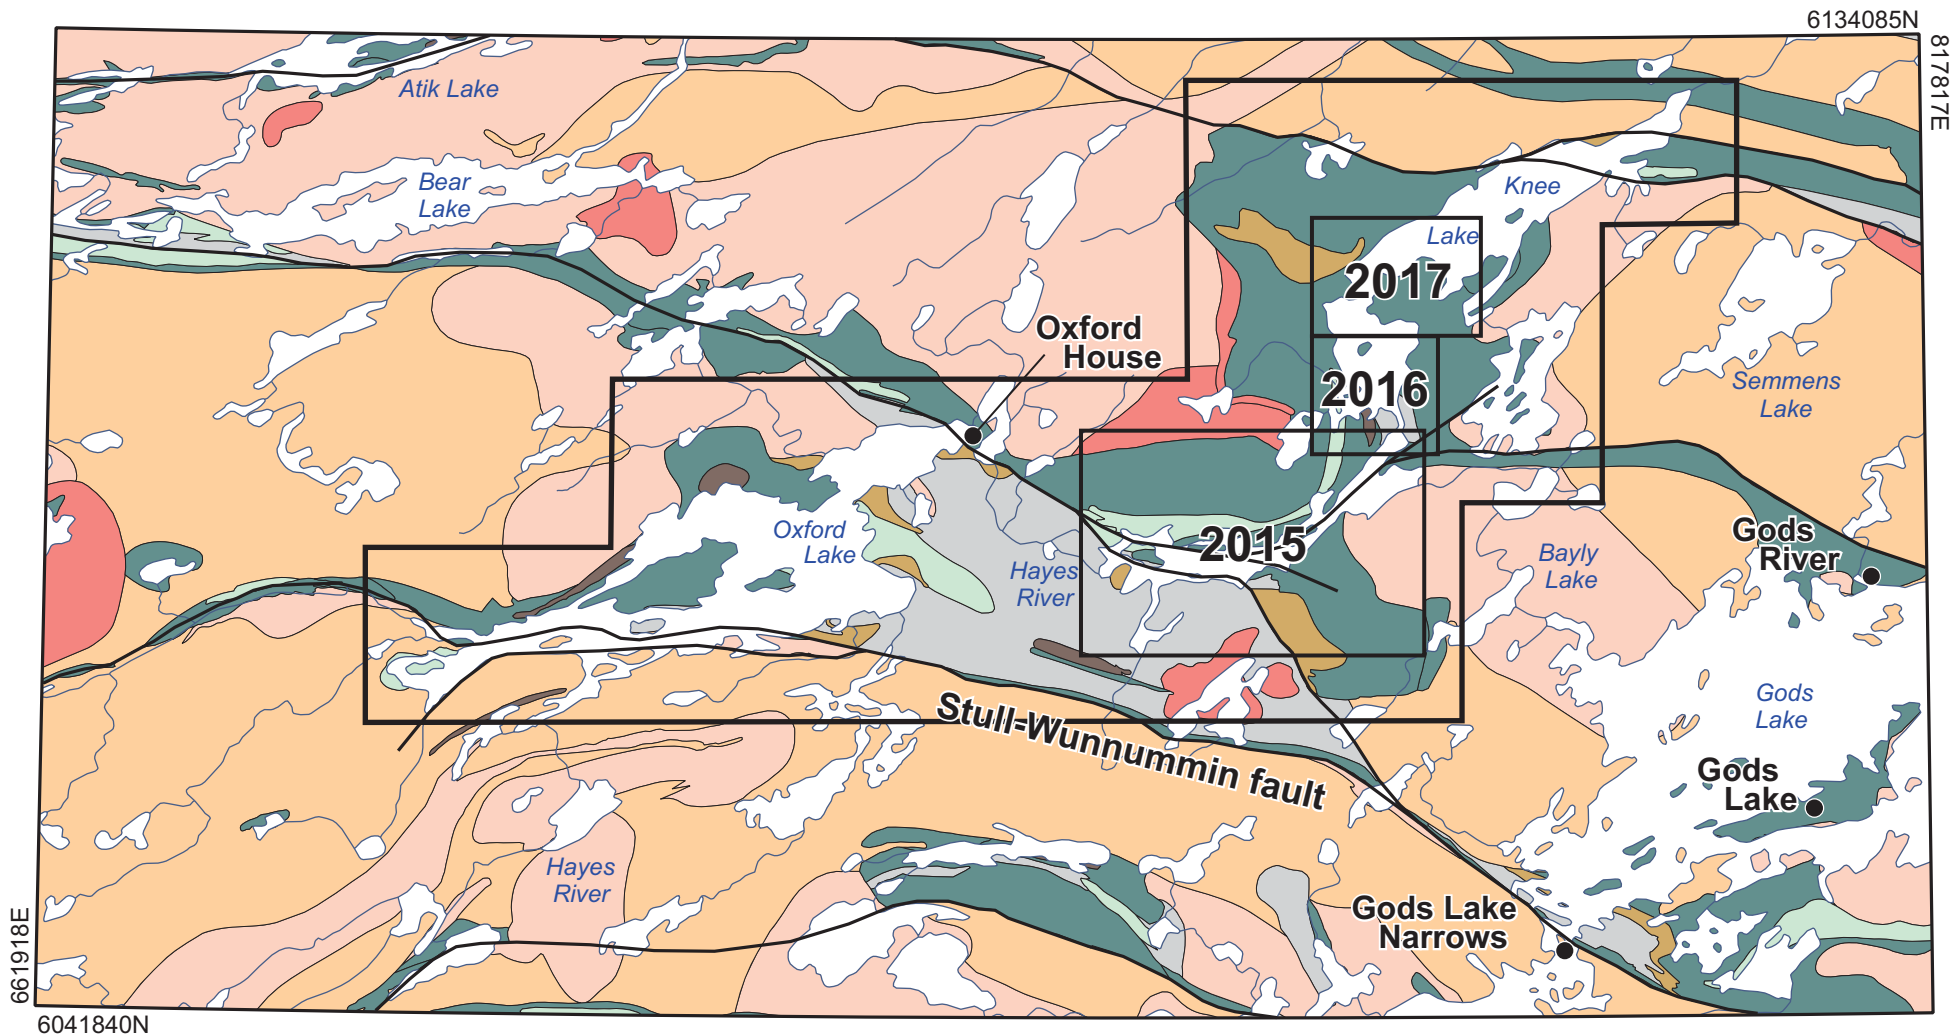 6134085N
817817E
Atik Lake
Bear
Lake
Knee
Lake
2017
Oxford
House
2016
Semmens
Lake
Oxford
Lake
2015
Hayes
River
Bayly
Lake
Gods
River
Gods
Lake
Stull-Wunnummin fault
Gods
Lake
Hayes
River
Gods Lake
Narrows
661918E
6041840N